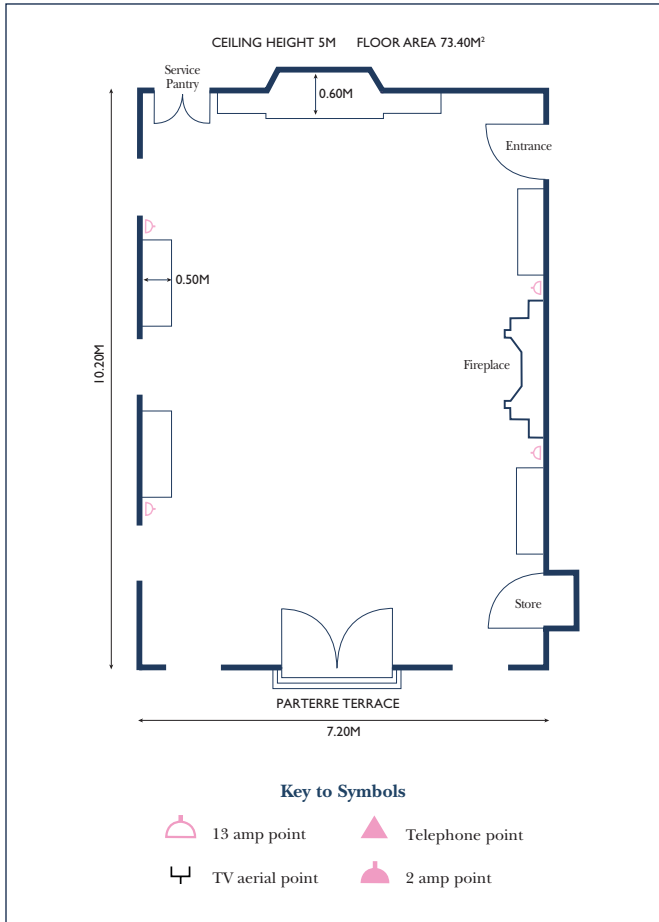 CEILING HEIGHT 5M FLOOR AREA 73.40M²
Service
Pantry
0.60M
Entrance
0.50M
10.20M
Fireplace
Store
PARTERRE TERRACE
7.20M
Key to Symbols
13 amp point
Telephone point
TV aerial point
2 amp point